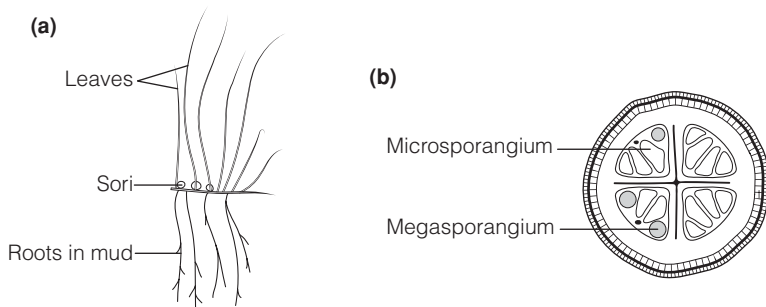 (a)
Leaves
Sori
Roots in mud
(b)
Microsporangium
Megasporangium